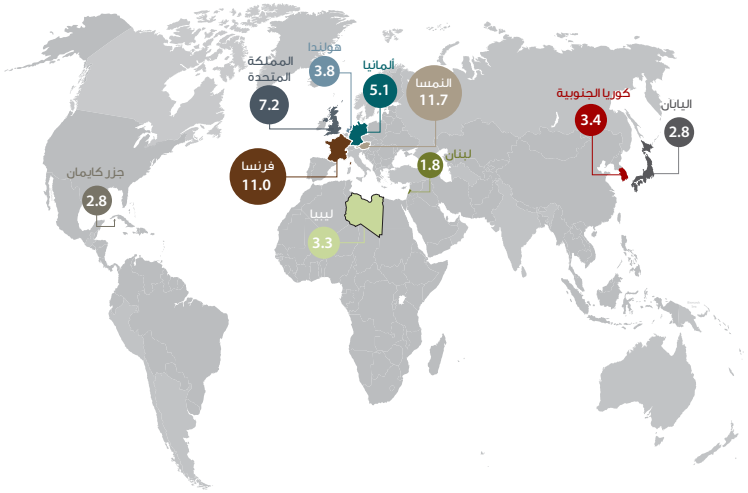 هولندا
3.8
المملكة
المتحدة
7.2
ألمانيا
5.1
النمسا
11.7
كوريا الجنوبية
3.4
اليابان
2.8
لبنان
1.8
فرنسا
11.0
جزر كايمان
2.8
ليبيا
3.3